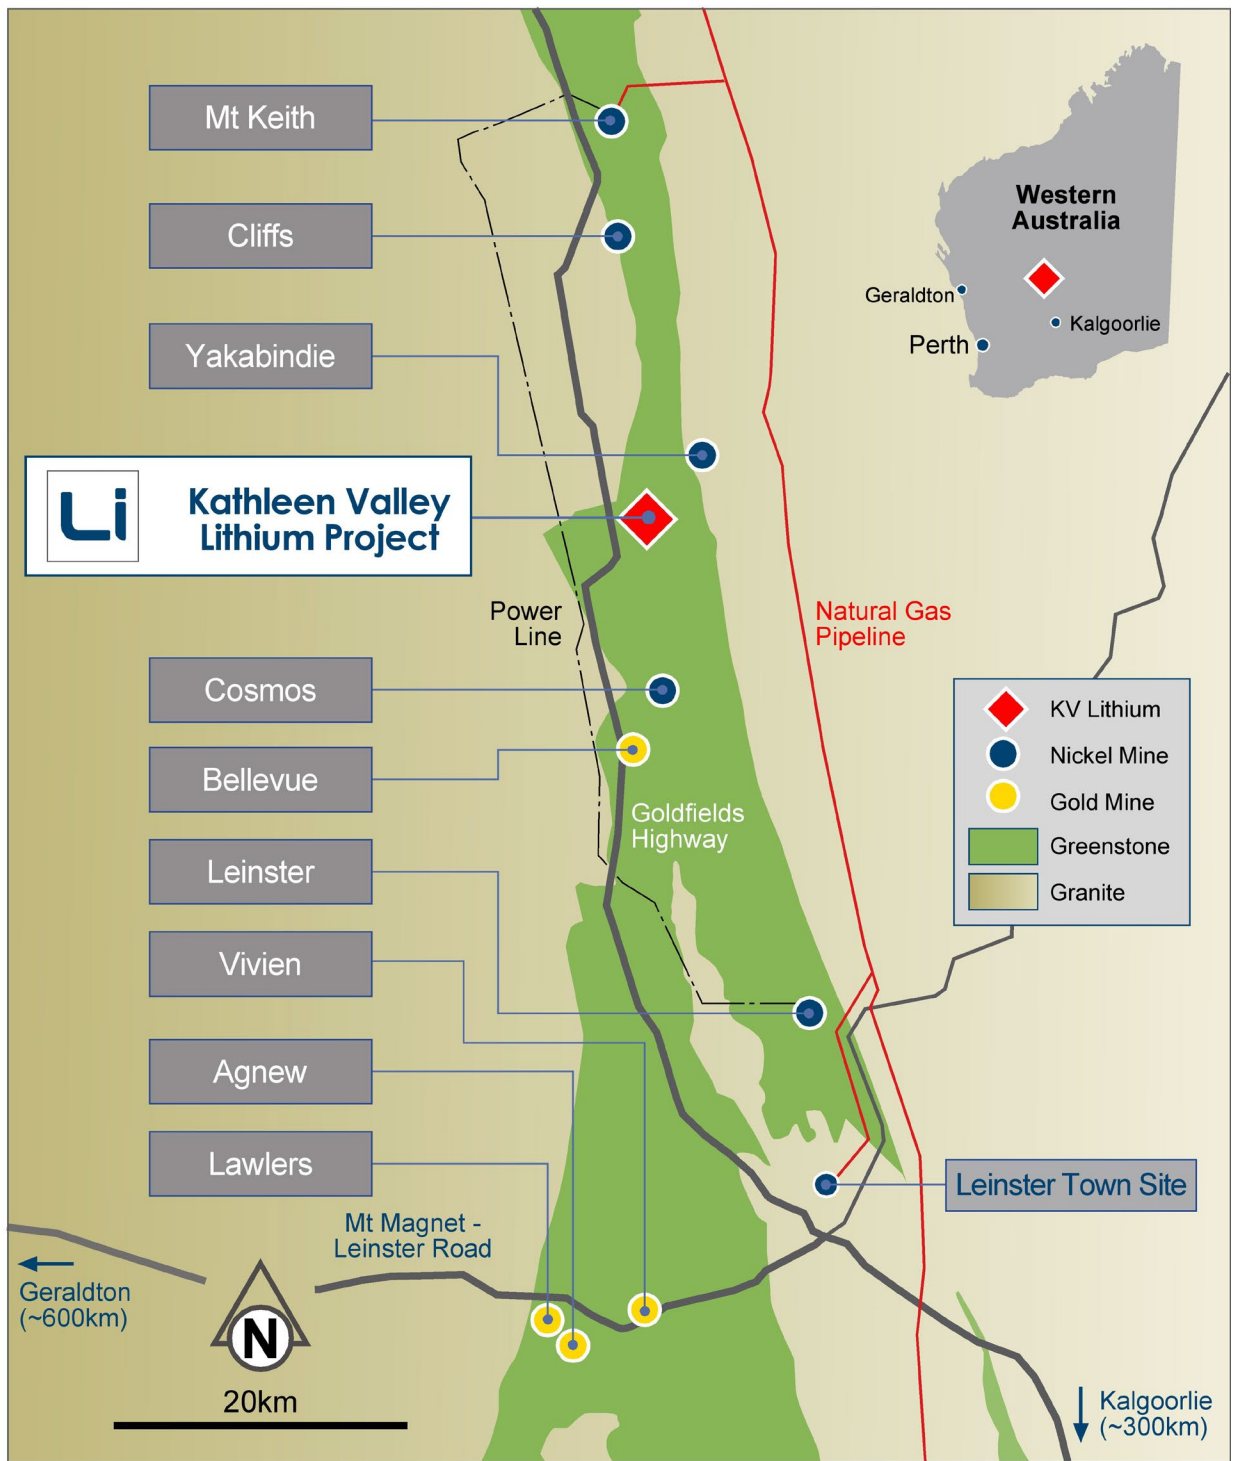 Mt Keith
Cliffs
Yakabindie
Western
Australia
Geraldton
Kalgoorlie
Perth
Li
Kathleen Valley
Lithium Project
Power
Line
Natural Gas
Pipeline
KV Lithium
Nickel Mine
Gold Mine
Greenstone
Granite
Cosmos
Bellevue
Goldfields
Highway
Leinster
Vivien
Agnew
Lawlers
Leinster Town Site
Mt Magnet -
Leinster Road
Geraldton
(~600km)
N
20km
Kalgoorlie
(~300km)